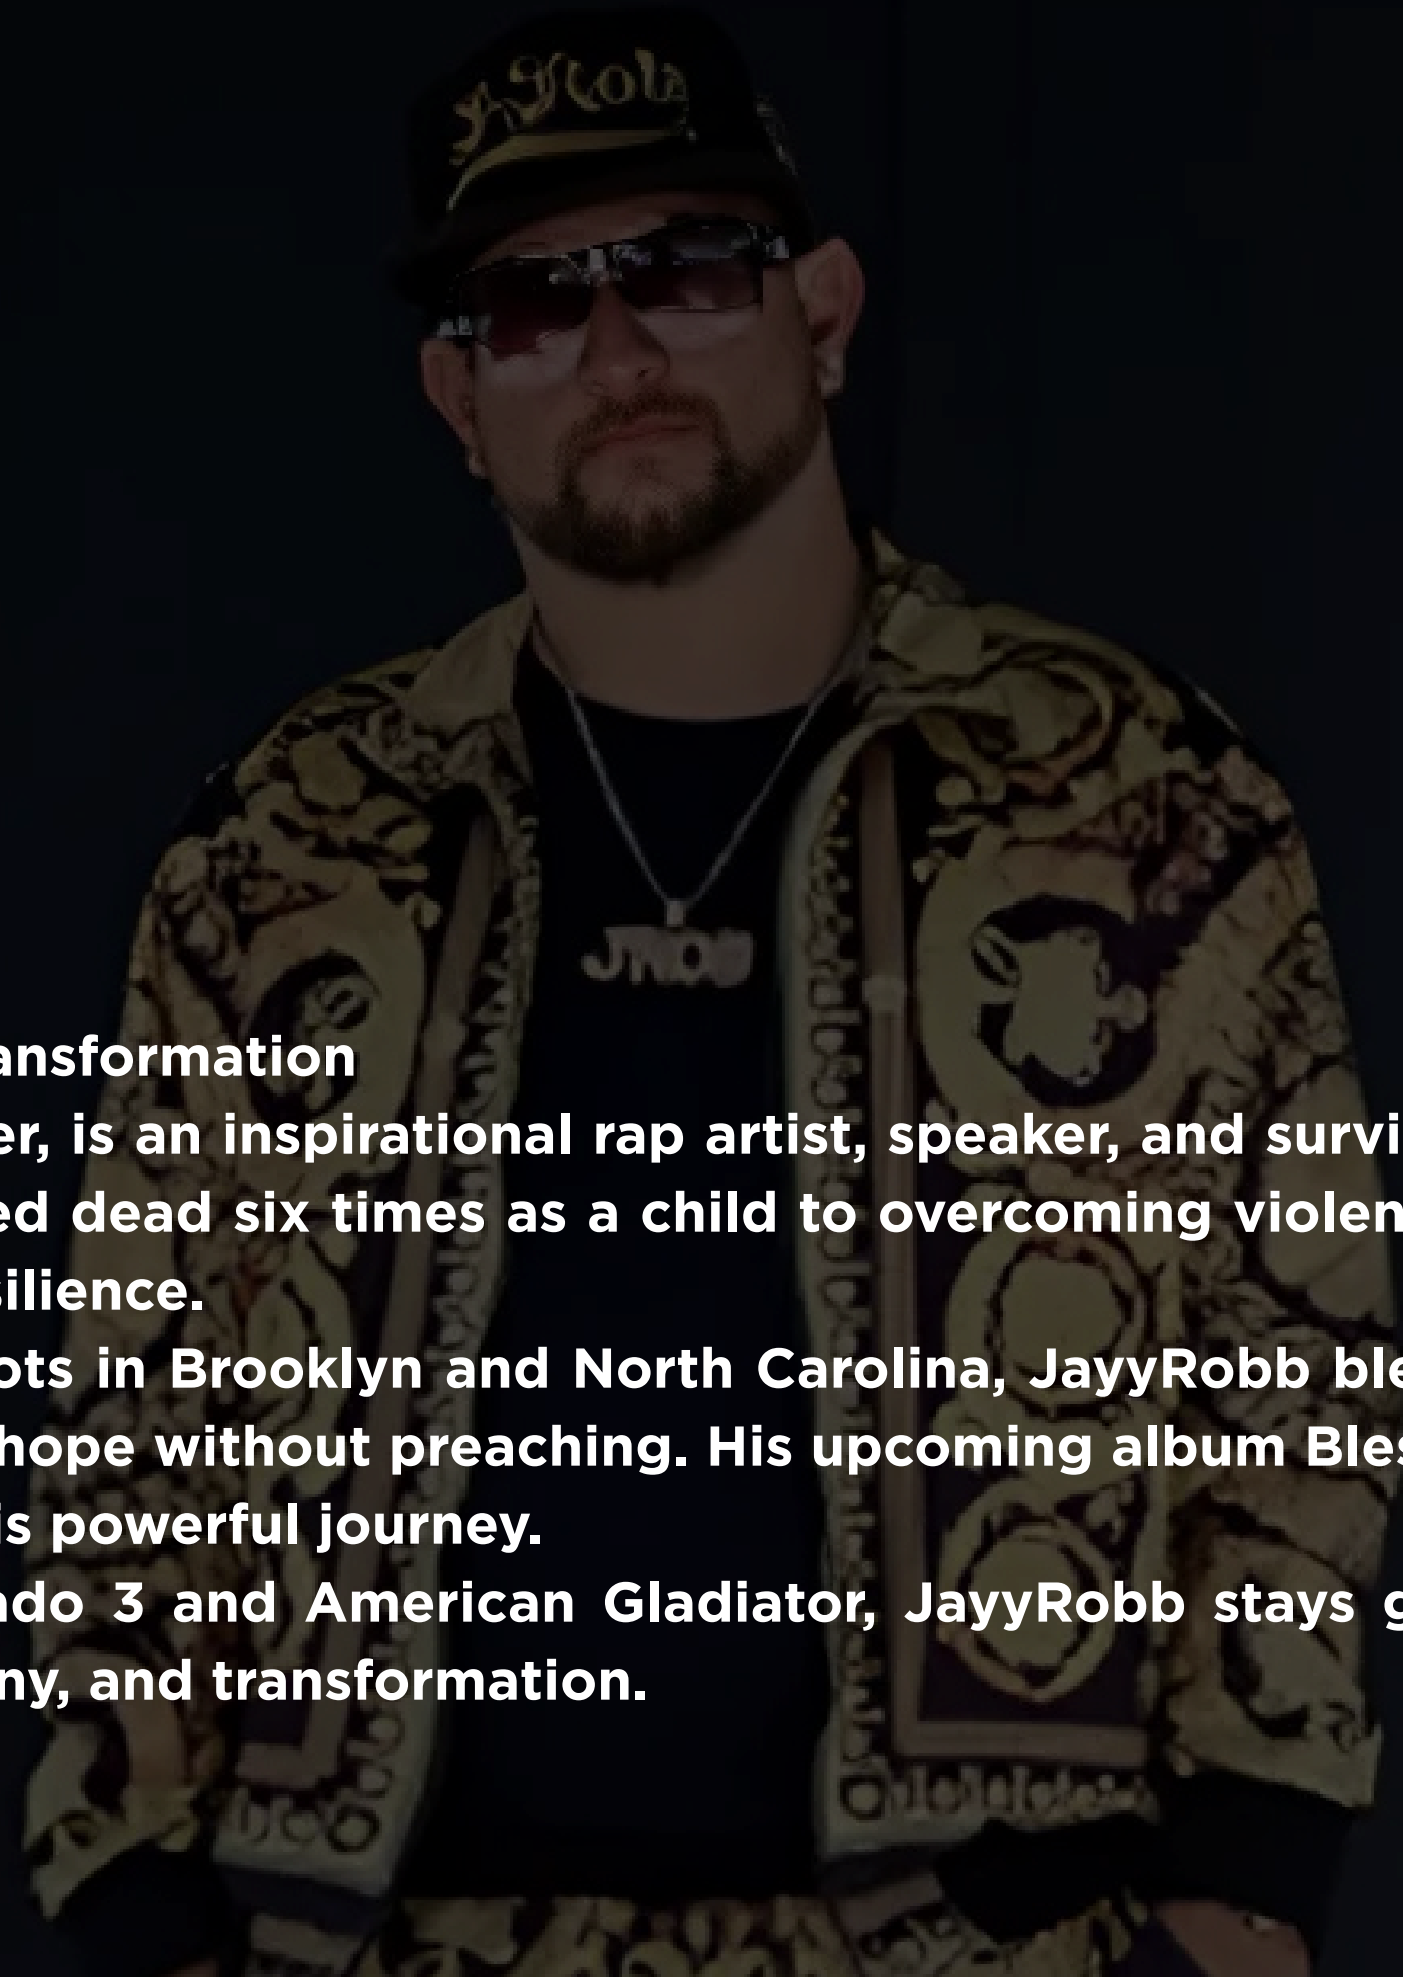 ansformation
er, is an inspirational rap artist, speaker, and survi
ed dead six times as a child to overcoming violen
silience.
ots in Brooklyn and North Carolina, JayyRobb ble
hope without preaching. His upcoming album Bles
is powerful journey.
ado 3 and American Gladiator, JayyRobb stays g
ny, and transformation.